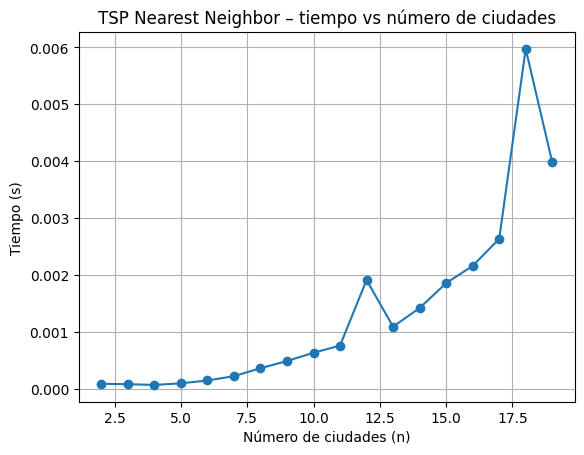 TSP Nearest Neighbor – tiempo vs número de ciudades
0.006
0.005
0.004
0.003
0.002
0.001
0.000
Tiempo (s)
2.5 5.0 7.5 10.0 12.5 15.0 17.5
Número de ciudades (n)